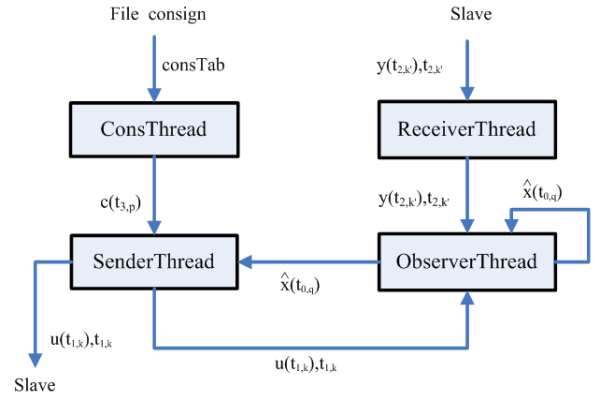 File consign
Slave
consTab
y(t2,k'),t2,k'
ConsThread
ReceiverThread
c(t3,p)
y(t2,k'),t2,k'
x̂(t0,q)
SenderThread
ObserverThread
x̂(t0,q)
u(t1,k),t1,k
u(t1,k),t1,k
Slave